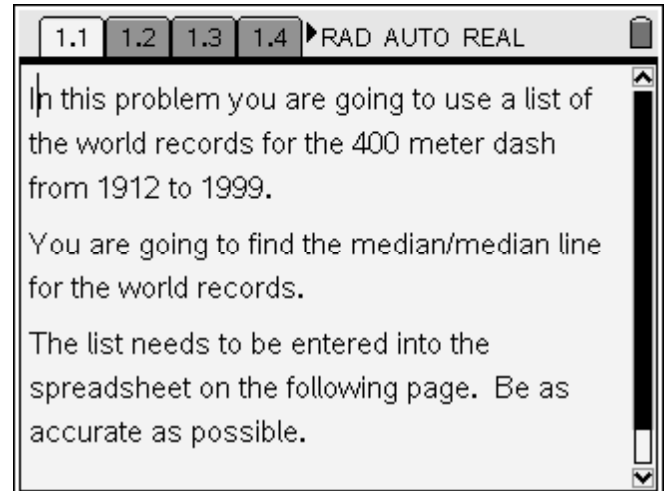 1.1 1.2 1.3 1.4 RAD AUTO REAL
In this problem you are going to use a list of
the world records for the 400 meter dash
from 1912 to 1999.
You are going to find the median/median line
for the world records.
The list needs to be entered into the
spreadsheet on the following page.  Be as
accurate as possible.